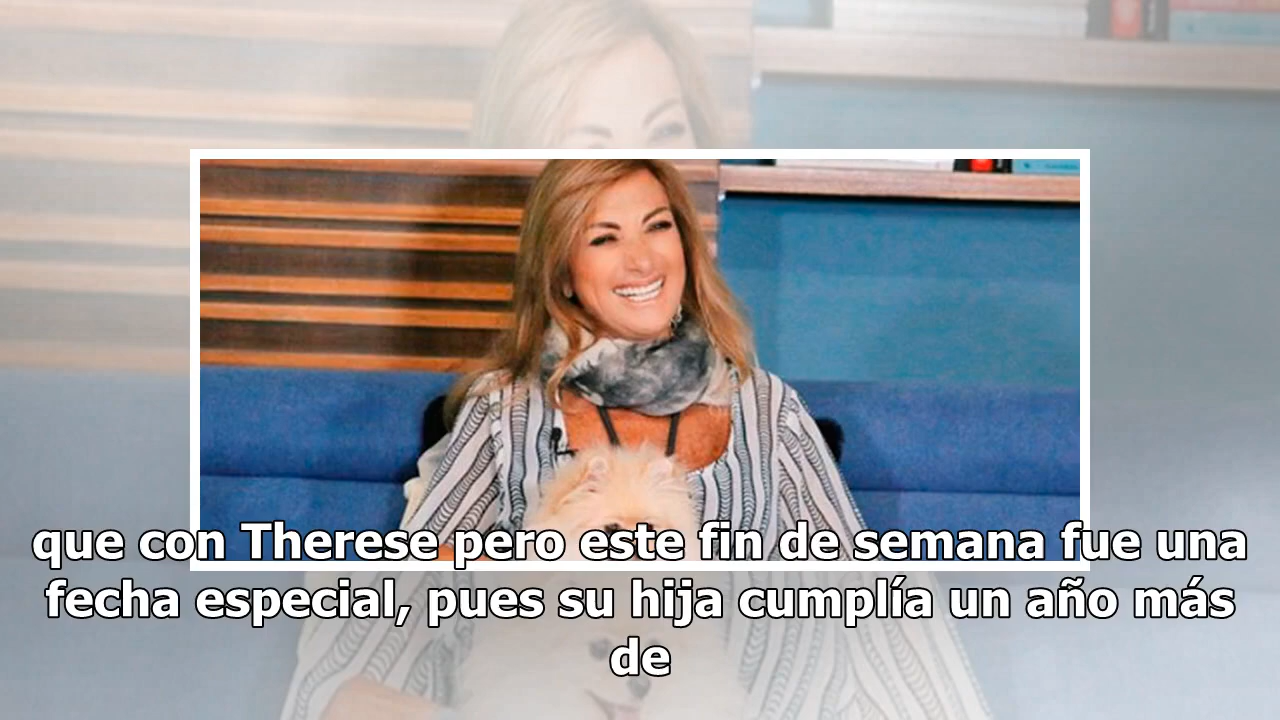 que con Therese pero este fin de semana fue una
fecha especial, pues su hija cumplía un año más
de